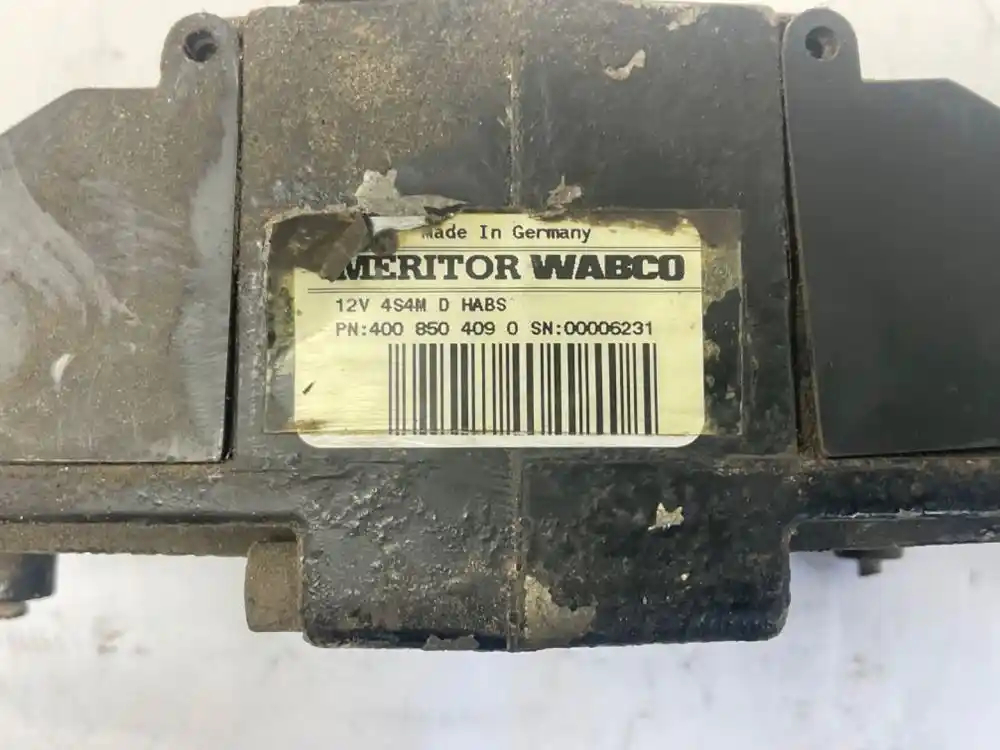 Made In Germany
MERITOR WABCO
12V 4S4M D HABS
PN:400 850 409 0 SN:00006231